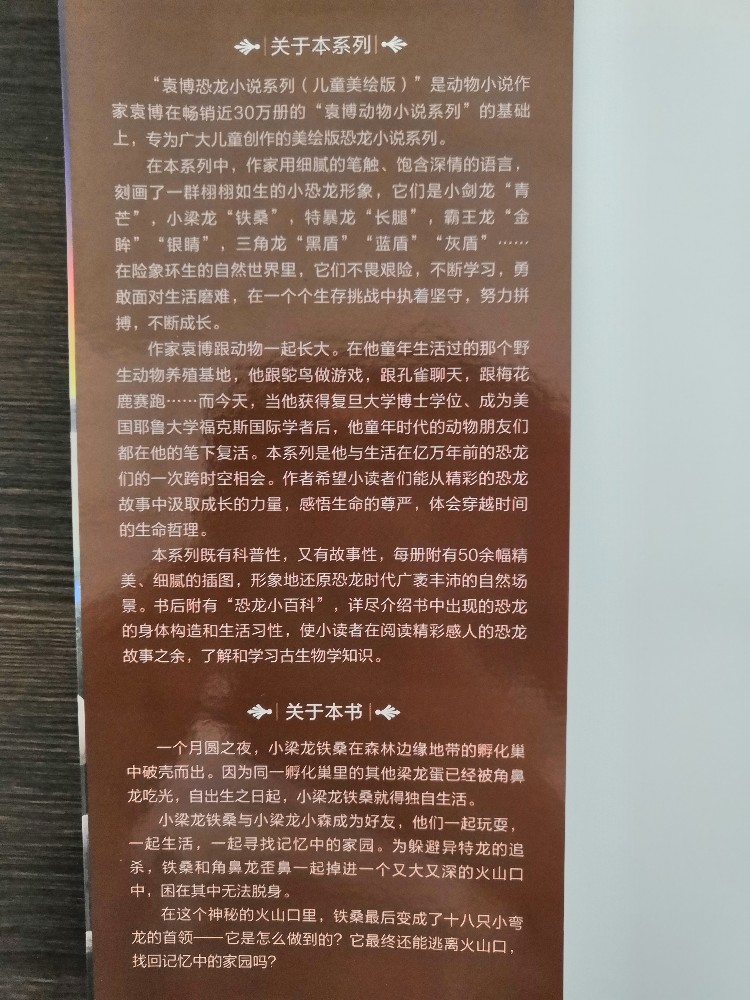 关于本系列
“袁博恐龙小说系列（儿童美绘版）”是动物小说作
家袁博在畅销近30万册的“袁博动物小说系列”的基础
上，专为广大儿童创作的美绘版恐龙小说系列。
在本系列中，作家用细腻的笔触、饱含深情的语言，
刻画了一群栩栩如生的小恐龙形象，它们是小剑龙“青
芒”，小梁龙“铁桑”，特暴龙“长腿”，霸王龙“金
眸”“银睛”，三角龙“黑盾”“蓝盾”“灰盾”……
在险象环生的自然世界里，它们不畏艰险，不断学习，勇
敢面对生活磨难，在一个个生存挑战中执着坚守，努力拼
搏，不断成长。
作家袁博跟动物一起长大。在他童年生活过的那个野
生动物养殖基地，他跟鸵鸟做游戏，跟孔雀聊天，跟梅花
鹿赛跑……而今天，当他获得复旦大学博士学位、成为美
国耶鲁大学福克斯国际学者后，他童年时代的动物朋友们
都在他的笔下复活。本系列是他与生活在亿万年前的恐龙
们的一次跨时空相会。作者希望小读者们能从精彩的恐龙
故事中汲取成长的力量，感悟生命的尊严，体会穿越时间
的生命哲理。
本系列既有科普性，又有故事性，每册附有50余幅精
美、细腻的插图，形象地还原恐龙时代广袤丰沛的自然场
景。书后附有“恐龙小百科”，详尽介绍书中出现的恐龙
的身体构造和生活习性，使小读者在阅读精彩感人的恐龙
故事之余，了解和学习古生物学知识。
关于本书
一个月圆之夜，小梁龙铁桑在森林边缘地带的孵化巢
中破壳而出。因为同一孵化巢里的其他梁龙蛋已经被角鼻
龙吃光，自出生之日起，小梁龙铁桑就得独自生活。
小梁龙铁桑与小梁龙小森成为好友，他们一起玩耍，
一起生活，一起寻找记忆中的家园。为躲避异特龙的追
杀，铁桑和角鼻龙歪鼻一起掉进一个又大又深的火山口
中，困在其中无法脱身。
在这个神秘的火山口里，铁桑最后变成了十八只小弯
龙的首领——它是怎么做到的？它最终还能逃离火山口，
找回记忆中的家园吗？